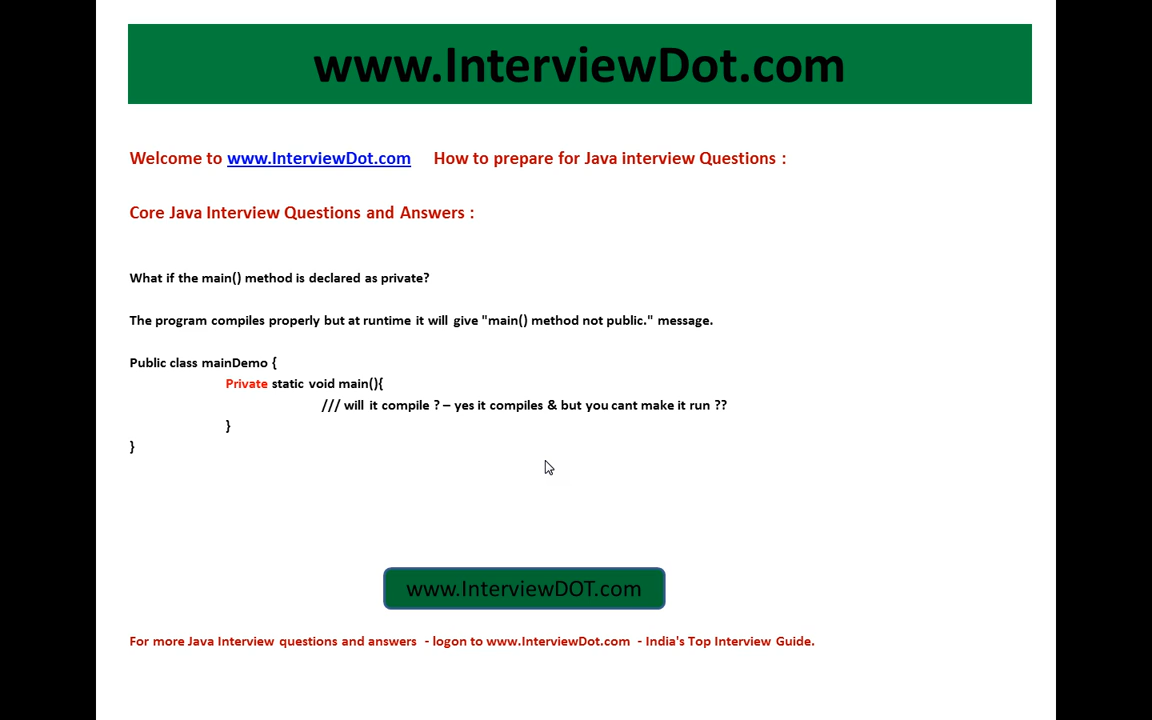 www.InterviewDot.com
Welcome to www.InterviewDot.com How to prepare for Java interview Questions :
Core Java Interview Questions and Answers :
What if the main() method is declared as private?
The program compiles properly but at runtime it will give "main() method not public." message.
Public class mainDemo {
Private static void main(){
/// will it compile ? – yes it compiles & but you cant make it run ??
}
}
www.InterviewDOT.com
For more Java Interview questions and answers - logon to www.InterviewDot.com - India's Top Interview Guide.